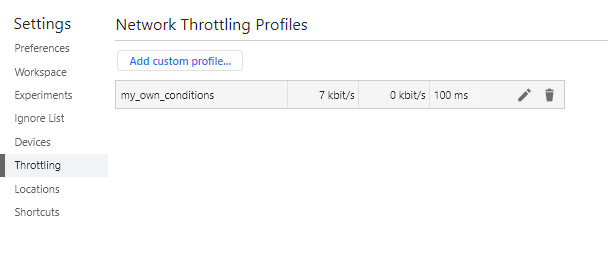 Settings
Preferences
Workspace
Experiments
Ignore List
Devices
Throttling
Locations
Shortcuts
Network Throttling Profiles
Add custom profile...
my_own_conditions 7 kbit/s 0 kbit/s 100 ms